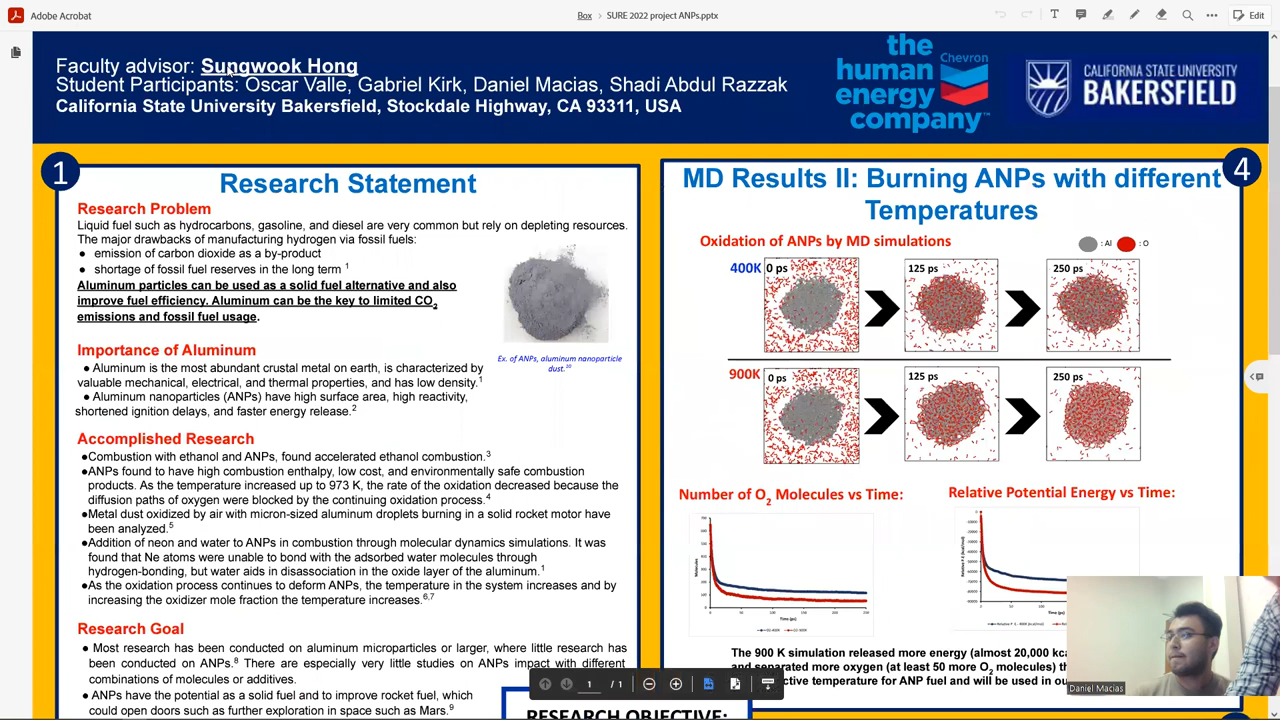 Adobe Acrobat
Box > SURE 2022 project ANPs.pptx
Edit
Faculty advisor: Sungwook Hong
Student Participants: Oscar Valle, Gabriel Kirk, Daniel Macias, Shadi Abdul Razzak
California State University Bakersfield, Stockdale Highway, CA 93311, USA
the
human
energy
company™
Chevron
CALIFORNIA STATE UNIVERSITY
BAKERSFIELD
1
Research Statement
Research Problem
Liquid fuel such as hydrocarbons, gasoline, and diesel are very common but rely on depleting resources.
The major drawbacks of manufacturing hydrogen via fossil fuels:
● emission of carbon dioxide as a by-product
● shortage of fossil fuel reserves in the long term 1
Aluminum particles can be used as a solid fuel alternative and also
improve fuel efficiency. Aluminum can be the key to limited CO2
emissions and fossil fuel usage.
Ex. of ANPs, aluminum nanoparticle
dust.10
Importance of Aluminum
● Aluminum is the most abundant crustal metal on earth, is characterized by
valuable mechanical, electrical, and thermal properties, and has low density.1
● Aluminum nanoparticles (ANPs) have high surface area, high reactivity,
shortened ignition delays, and faster energy release.2
Accomplished Research
●Combustion with ethanol and ANPs, found accelerated ethanol combustion.3
●ANPs found to have high combustion enthalpy, low cost, and environmentally safe combustion
products. As the temperature increased up to 973 K, the rate of the oxidation decreased because the
diffusion paths of oxygen were blocked by the continuing oxidation process.4
●Metal dust oxidized by air with micron-sized aluminum droplets burning in a solid rocket motor have
been analyzed.5
●Addition of neon and water to ANPs in combustion through molecular dynamics simulations. It was
found that Ne atoms were unable to bond with the adsorbed water molecules through
hydrogen-bonding, but water aids in disassociation in the oxide layer of the aluminum.1
●As the oxidation process continues to deform ANPs, the temperature in the system increases and by
increasing the oxidizer mole fraction the temperature increases.6,7
Research Goal
● Most research has been conducted on aluminum microparticles or larger, where little research has
been conducted on ANPs.8 There are especially very little studies on ANPs impact with different
combinations of molecules or additives.
● ANPs have the potential as a solid fuel and to improve rocket fuel, which
could open doors such as further exploration in space such as Mars.9
RESEARCH OBJECTIVE:
4
MD Results II: Burning ANPs with different
Temperatures
Oxidation of ANPs by MD simulations
: Al : O
400K 0 ps 125 ps 250 ps
900K 0 ps 125 ps 250 ps
Number of O2 Molecules vs Time:
Relative Potential Energy vs Time:
Molecules
0 50 100 150 200 250
Time (ps)
0 50 100
Time (ps)
The 900 K simulation released more energy (almost 20,000
and separated more oxygen (at least 50 more O2 molecules)
temperature for ANP fuel and will be used in
1 / 1
Daniel Macias